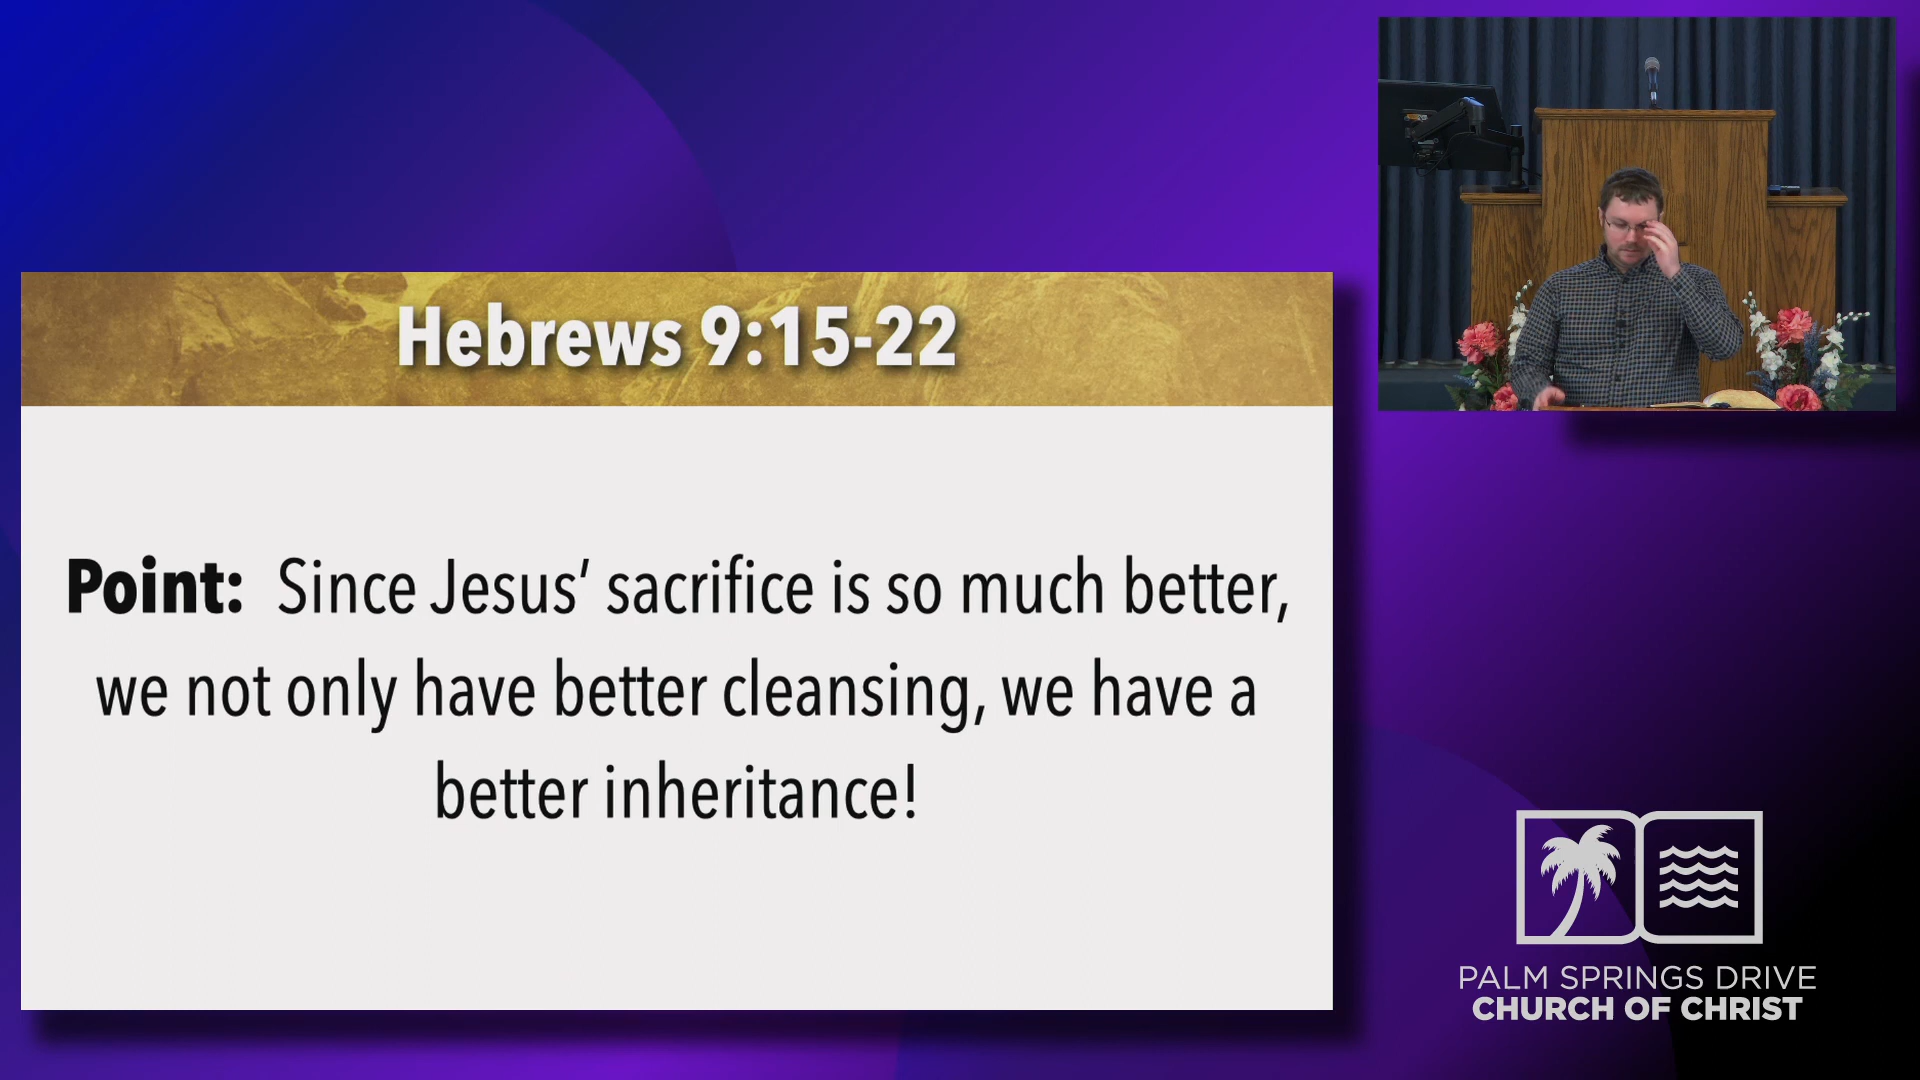 Hebrews 9:15-22
Point: Since Jesus‘ sacrifice is so much better,
we not only have better cleansing, we have a
better inheritance!
PALM SPRINGS DRIVE
CHURCH OF CHRIST